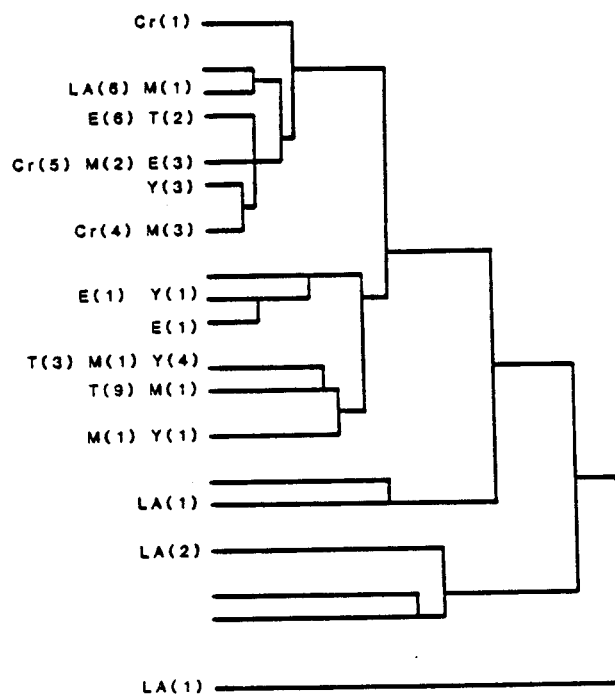 Cr(1)
LA(6) M(1)
E(6) T(2)
Cr(5) M(2) E(3)
Y(3)
Cr(4) M(3)
E(1) Y(1)
E(1)
T(3) M(1) Y(4)
T(9) M(1)
M(1) Y(1)
LA(1)
LA(2)
LA(1)